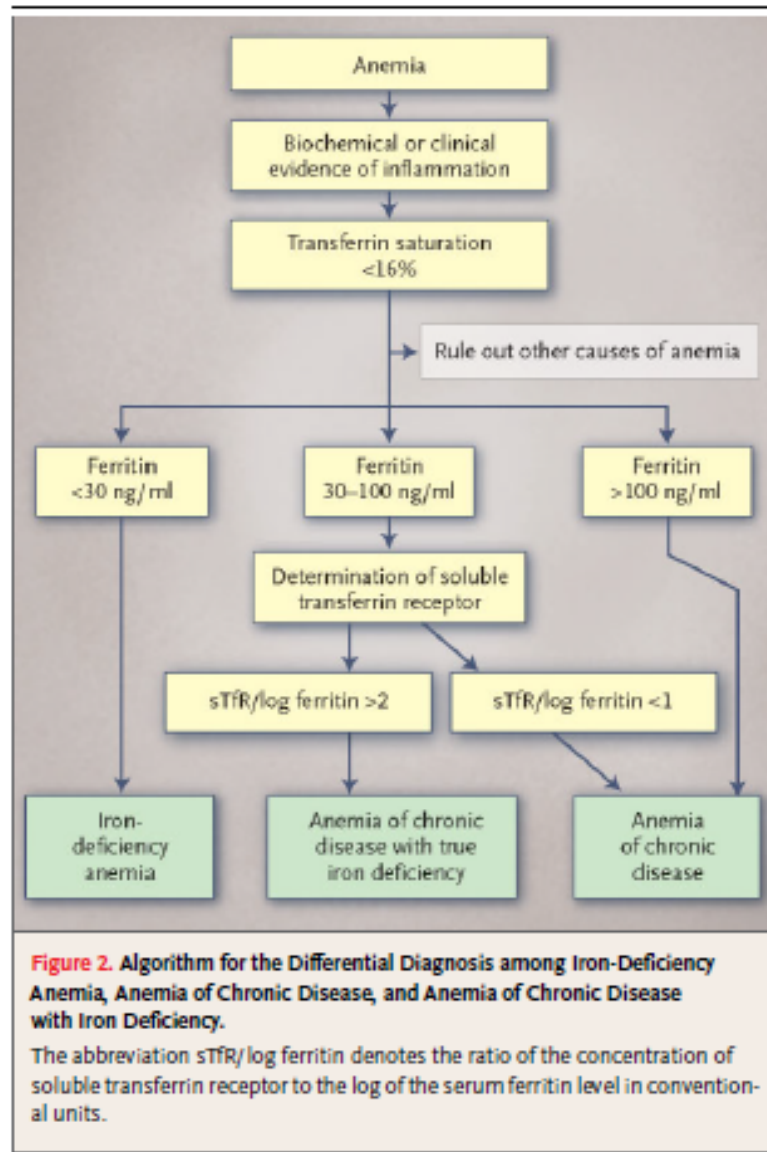 Anemia
Biochemical or clinical
evidence of inflammation
Transferrin saturation
<16%
Rule out other causes of anemia
Ferritin
<30 ng/ml
Ferritin
30–100 ng/ml
Ferritin
>100 ng/ml
Determination of soluble
transferrin receptor
sTfR/log ferritin >2
sTfR/log ferritin <1
Iron-
deficiency
anemia
Anemia of chronic
disease with true
iron deficiency
Anemia
of chronic
disease
Figure 2. Algorithm for the Differential Diagnosis among Iron-Deficiency
Anemia, Anemia of Chronic Disease, and Anemia of Chronic Disease
with Iron Deficiency.
The abbreviation sTfR/log ferritin denotes the ratio of the concentration of
soluble transferrin receptor to the log of the serum ferritin level in convention-
al units.